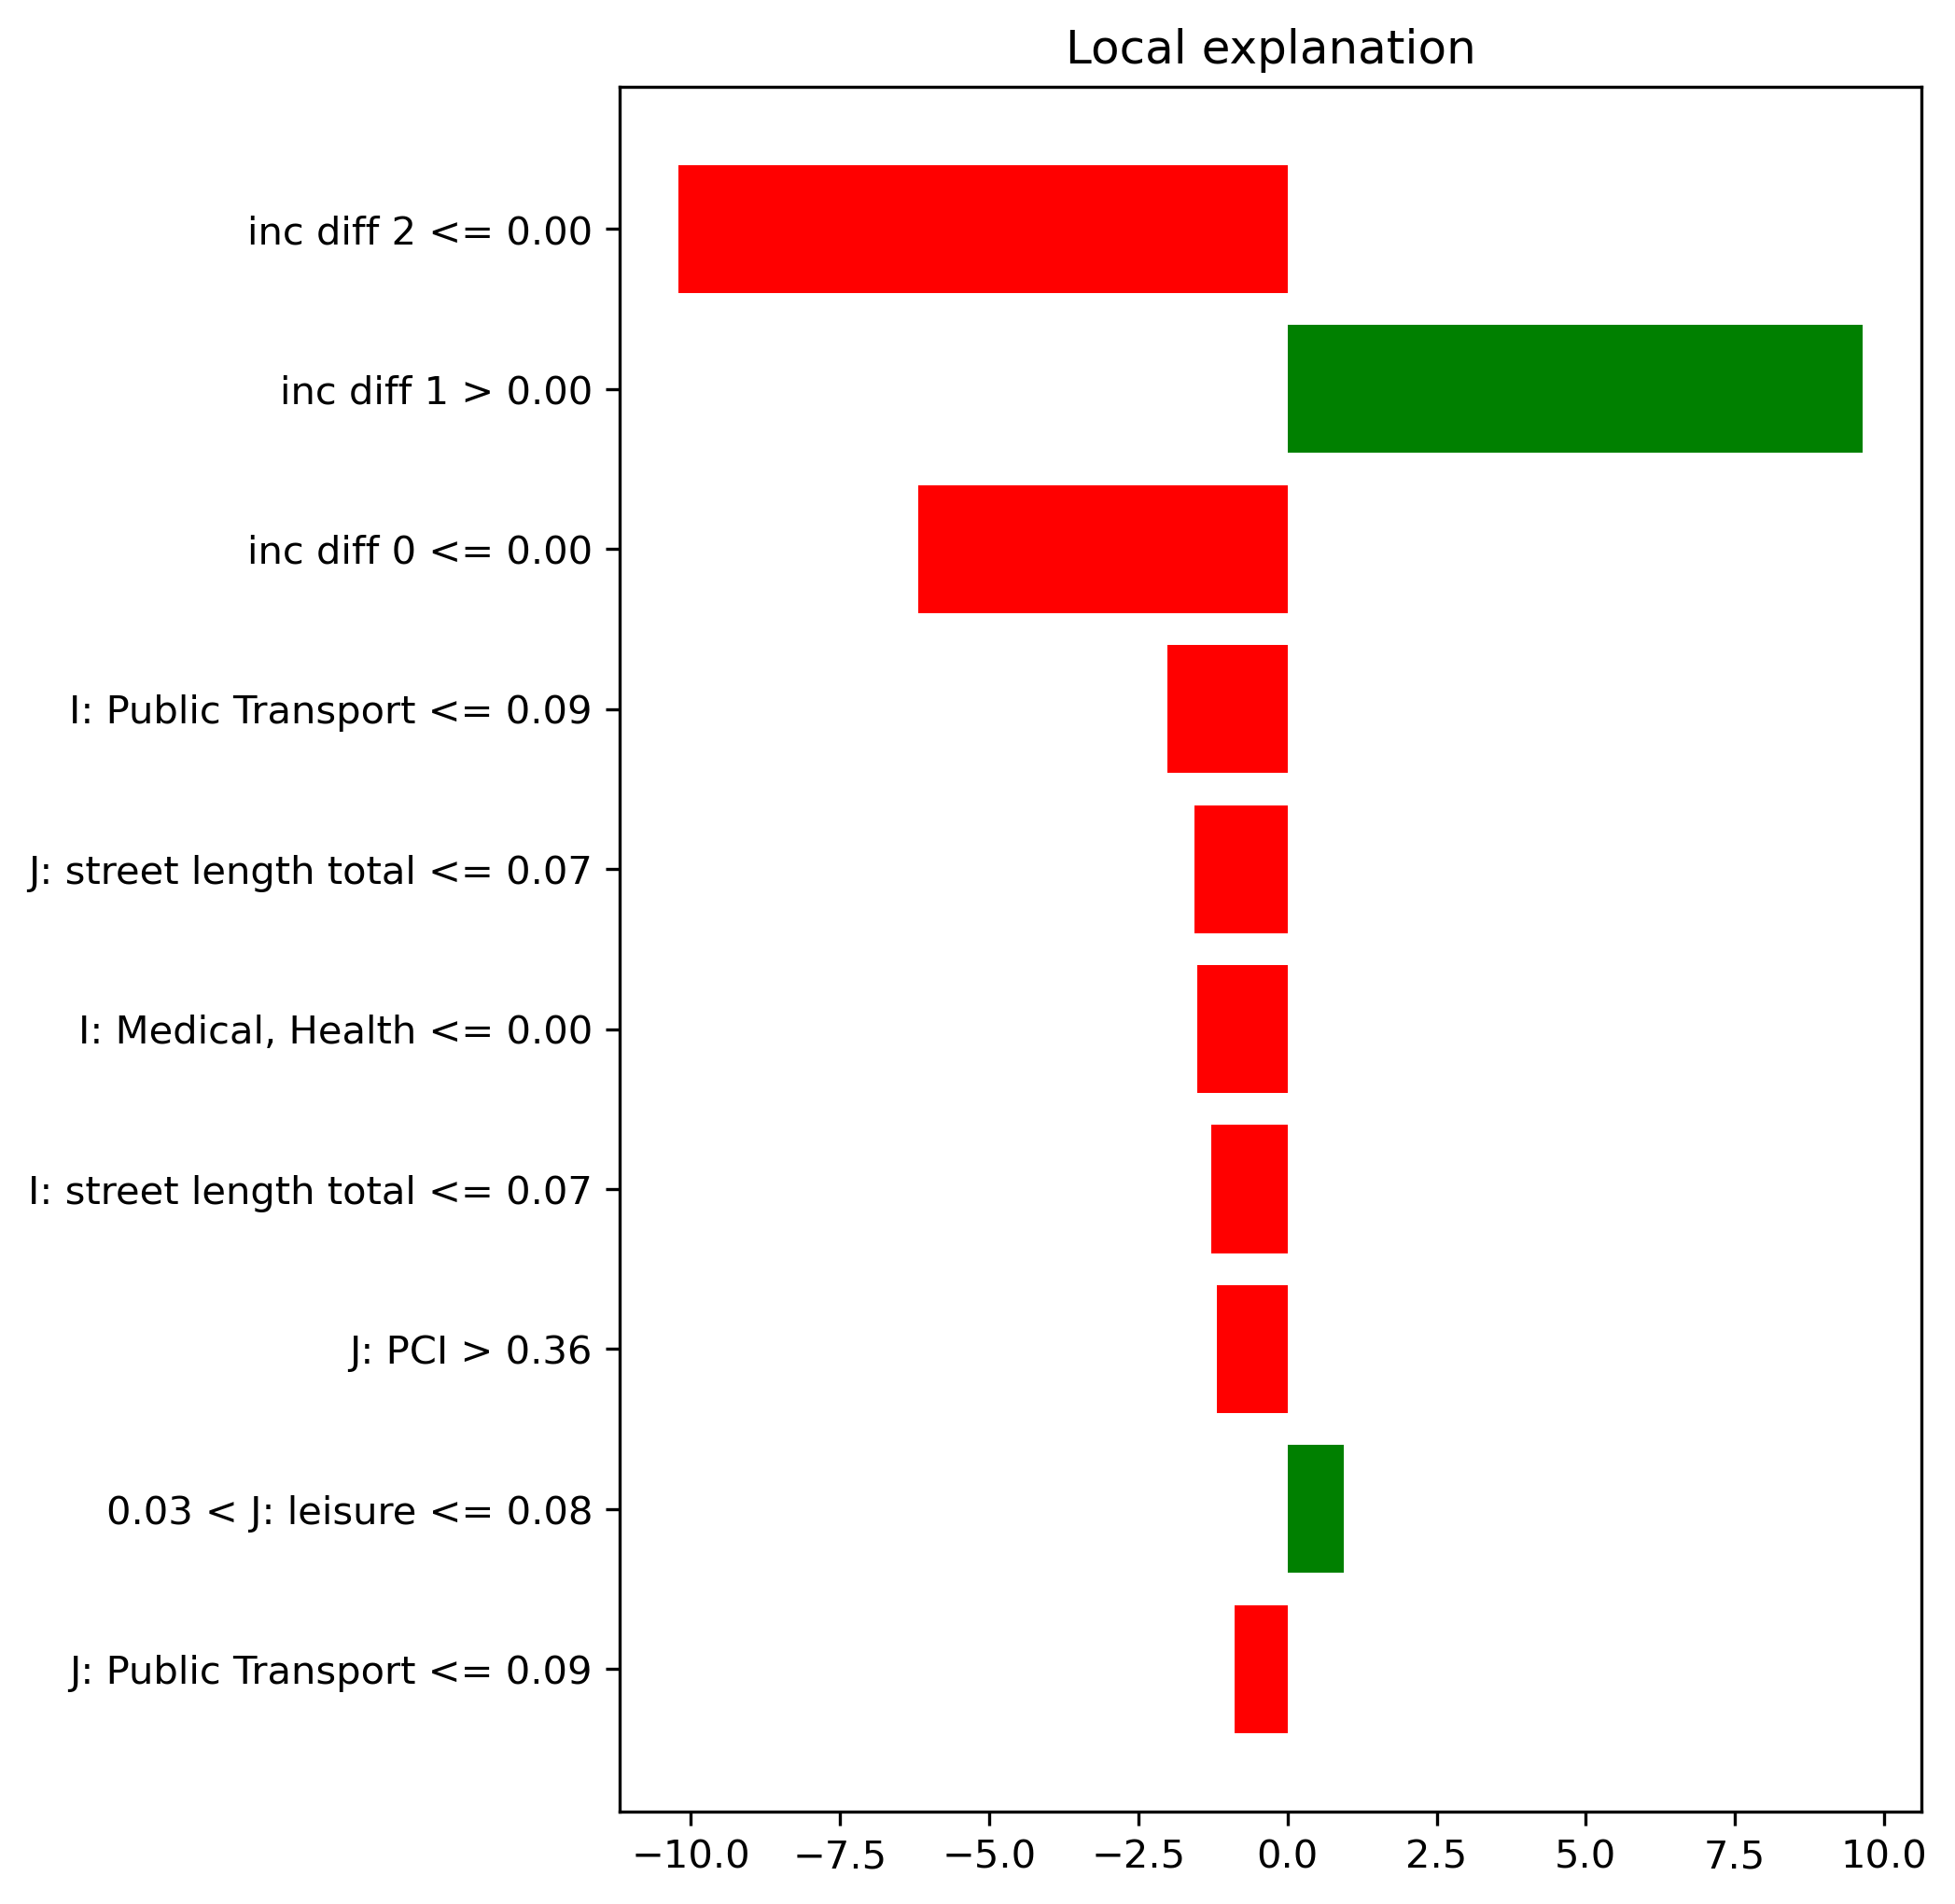 Local explanation
inc diff 2 <= 0.00
inc diff 1 > 0.00
inc diff 0 <= 0.00
I: Public Transport <= 0.09
J: street length total <= 0.07
I: Medical, Health <= 0.00
I: street length total <= 0.07
J: PCI > 0.36
0.03 < J: leisure <= 0.08
J: Public Transport <= 0.09
−10.0 −7.5 −5.0 −2.5 0.0 2.5 5.0 7.5 10.0